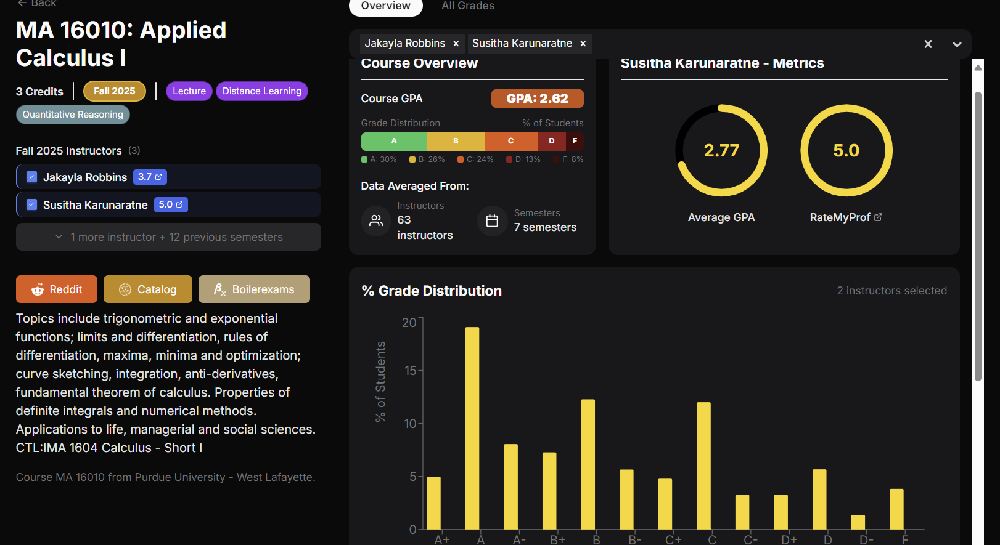 Back
MA 16010: Applied
Calculus I
3 Credits
Fall 2025
Lecture
Distance Learning
Quantitative Reasoning
Fall 2025 Instructors (3)
Jakayla Robbins 3.7
Susitha Karunaratne 5.0
1 more instructor + 12 previous semesters
Reddit
Catalog
βx Boilerexams
Topics include trigonometric and exponential
functions; limits and differentiation, rules of
differentiation, maxima, minima and optimization;
curve sketching, integration, anti-derivatives,
fundamental theorem of calculus. Properties of
definite integrals and numerical methods.
Applications to life, managerial and social sciences.
CTL:IMA 1604 Calculus - Short I
Course MA 16010 from Purdue University - West Lafayette.
Overview
All Grades
Jakayla Robbins ×
Susitha Karunaratne ×
Course Overview
Course GPA
GPA: 2.62
Grade Distribution
% of Students
A B C D F
A: 30% B: 26% C: 24% D: 13% F: 8%
Data Averaged From:
Instructors
63
instructors
Semesters
7 semesters
Susitha Karunaratne - Metrics
2.77
5.0
Average GPA
RateMyProf
% Grade Distribution
2 instructors selected
% of Students
20
15
10
5
0
A+ A A- B+ B B- C+ C C- D+ D D- F